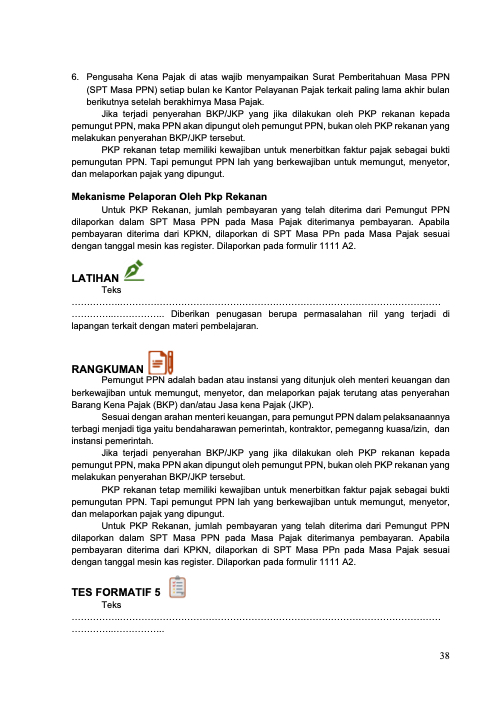 6. Pengusaha Kena Pajak di atas wajib menyampaikan Surat Pemberitahuan Masa PPN
(SPT Masa PPN) setiap bulan ke Kantor Pelayanan Pajak terkait paling lama akhir bulan
berikutnya setelah berakhirnya Masa Pajak.
Jika terjadi penyerahan BKP/JKP yang jika dilakukan oleh PKP rekanan kepada
pemungut PPN, maka PPN akan dipungut oleh pemungut PPN, bukan oleh PKP rekanan yang
melakukan penyerahan BKP/JKP tersebut.
PKP rekanan tetap memiliki kewajiban untuk menerbitkan faktur pajak sebagai bukti
pemungutan PPN. Tapi pemungut PPN lah yang berkewajiban untuk memungut, menyetor,
dan melaporkan pajak yang dipungut.
Mekanisme Pelaporan Oleh Pkp Rekanan
Untuk PKP Rekanan, jumlah pembayaran yang telah diterima dari Pemungut PPN
dilaporkan dalam SPT Masa PPN pada Masa Pajak diterimanya pembayaran. Apabila
pembayaran diterima dari KPKN, dilaporkan di SPT Masa PPn pada Masa Pajak sesuai
dengan tanggal mesin kas register. Dilaporkan pada formulir 1111 A2.
LATIHAN
Teks
……………..……………………………………………………………………………………………
…………..…………….. Diberikan penugasan berupa permasalahan riil yang terjadi di
lapangan terkait dengan materi pembelajaran.
RANGKUMAN
Pemungut PPN adalah badan atau instansi yang ditunjuk oleh menteri keuangan dan
berkewajiban untuk memungut, menyetor, dan melaporkan pajak terutang atas penyerahan
Barang Kena Pajak (BKP) dan/atau Jasa kena Pajak (JKP).
Sesuai dengan arahan menteri keuangan, para pemungut PPN dalam pelaksanaannya
terbagi menjadi tiga yaitu bendaharawan pemerintah, kontraktor, pemeganng kuasa/izin, dan
instansi pemerintah.
Jika terjadi penyerahan BKP/JKP yang jika dilakukan oleh PKP rekanan kepada
pemungut PPN, maka PPN akan dipungut oleh pemungut PPN, bukan oleh PKP rekanan yang
melakukan penyerahan BKP/JKP tersebut.
PKP rekanan tetap memiliki kewajiban untuk menerbitkan faktur pajak sebagai bukti
pemungutan PPN. Tapi pemungut PPN lah yang berkewajiban untuk memungut, menyetor,
dan melaporkan pajak yang dipungut.
Untuk PKP Rekanan, jumlah pembayaran yang telah diterima dari Pemungut PPN
dilaporkan dalam SPT Masa PPN pada Masa Pajak diterimanya pembayaran. Apabila
pembayaran diterima dari KPKN, dilaporkan di SPT Masa PPn pada Masa Pajak sesuai
dengan tanggal mesin kas register. Dilaporkan pada formulir 1111 A2.
TES FORMATIF 5
Teks
……………..……………………………………………………………………………………………
…………..……………..
38